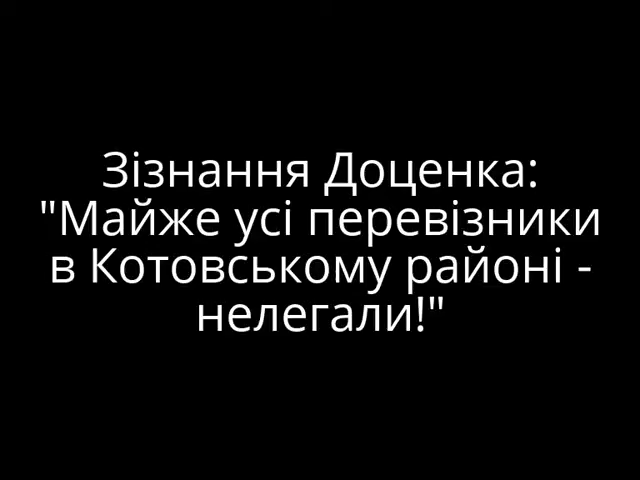 Зізнання Доценка:
"Майже усі перевізники
в Котовському районі -
нелегали!"